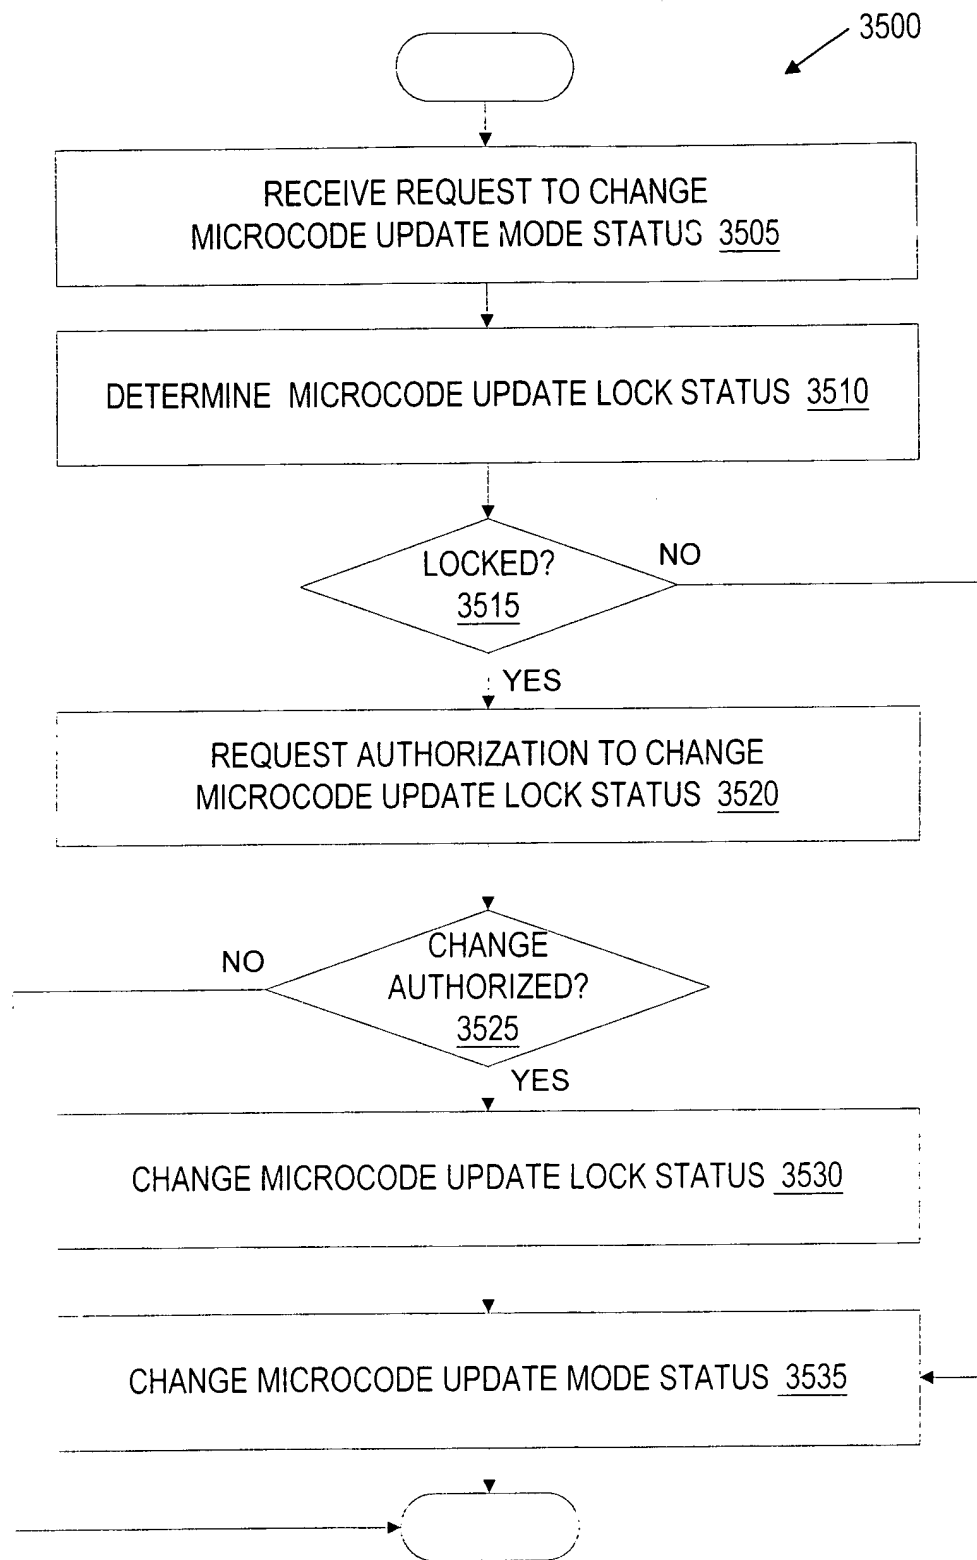 3500
RECEIVE REQUEST TO CHANGE
MICROCODE UPDATE MODE STATUS 3505
DETERMINE MICROCODE UPDATE LOCK STATUS 3510
LOCKED?
3515
NO
YES
REQUEST AUTHORIZATION TO CHANGE
MICROCODE UPDATE LOCK STATUS 3520
NO
CHANGE
AUTHORIZED?
3525
YES
CHANGE MICROCODE UPDATE LOCK STATUS 3530
CHANGE MICROCODE UPDATE MODE STATUS 3535